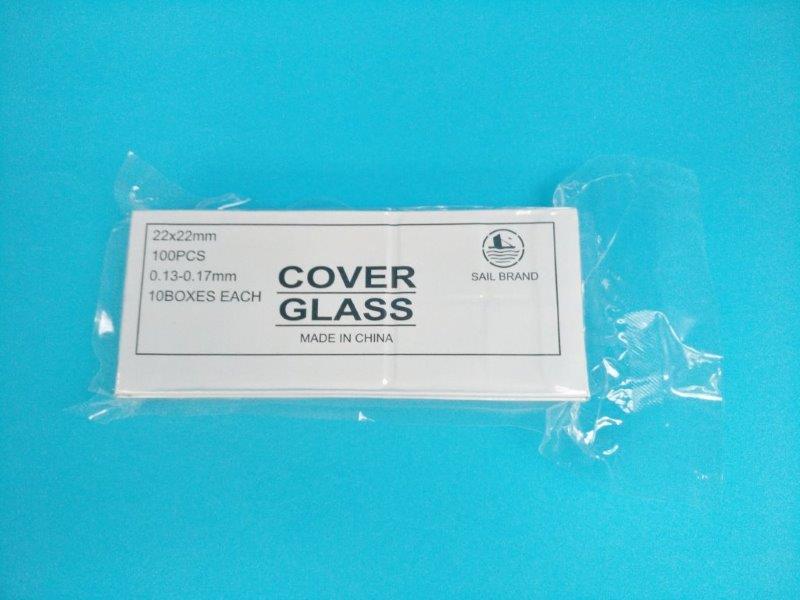 22x22mm
100PCS
0.13-0.17mm
10BOXES EACH
COVER
GLASS
MADE IN CHINA
SAIL BRAND